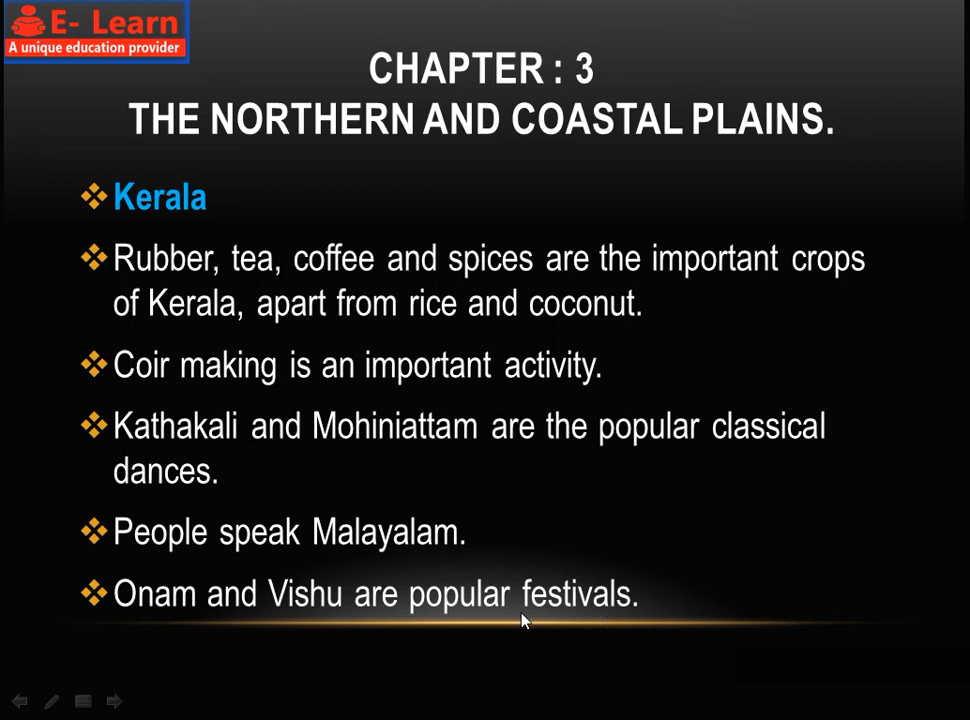 E- Learn
A unique education provider
CHAPTER : 3
THE NORTHERN AND COASTAL PLAINS.
Kerala
Rubber, tea, coffee and spices are the important crops
of Kerala, apart from rice and coconut.
Coir making is an important activity.
Kathakali and Mohiniattam are the popular classical
dances.
People speak Malayalam.
Onam and Vishu are popular festivals.